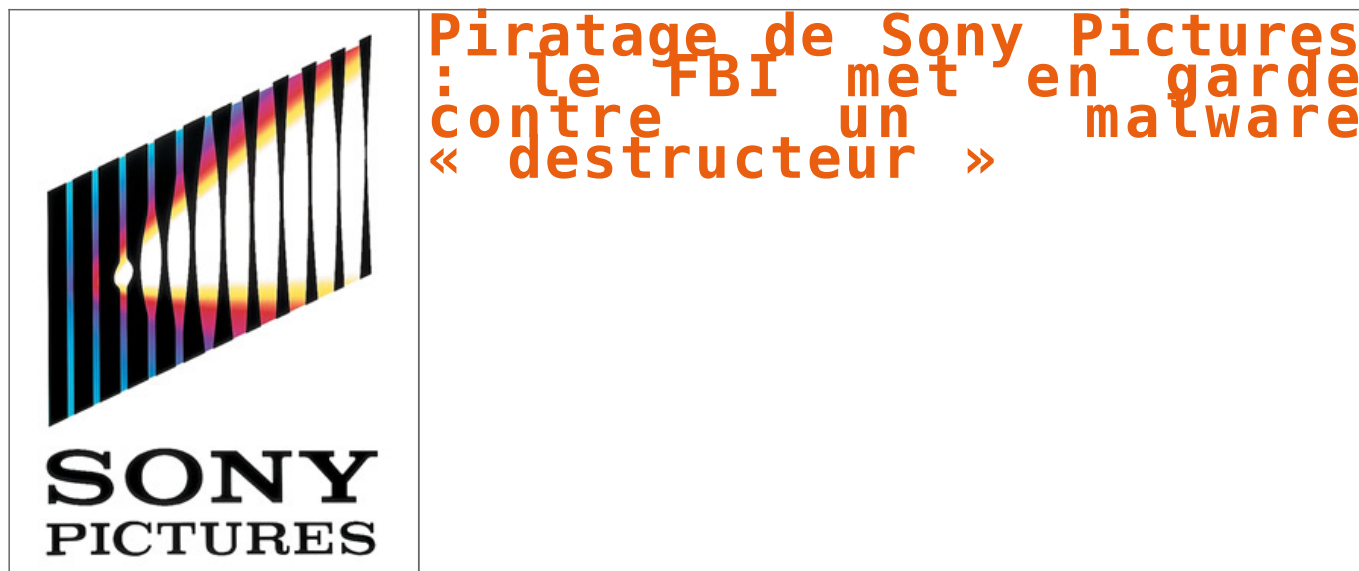 SONY
PICTURES
Piratage de Sony Pictures
: le FBI met en garde
contre un malware
« destructeur »